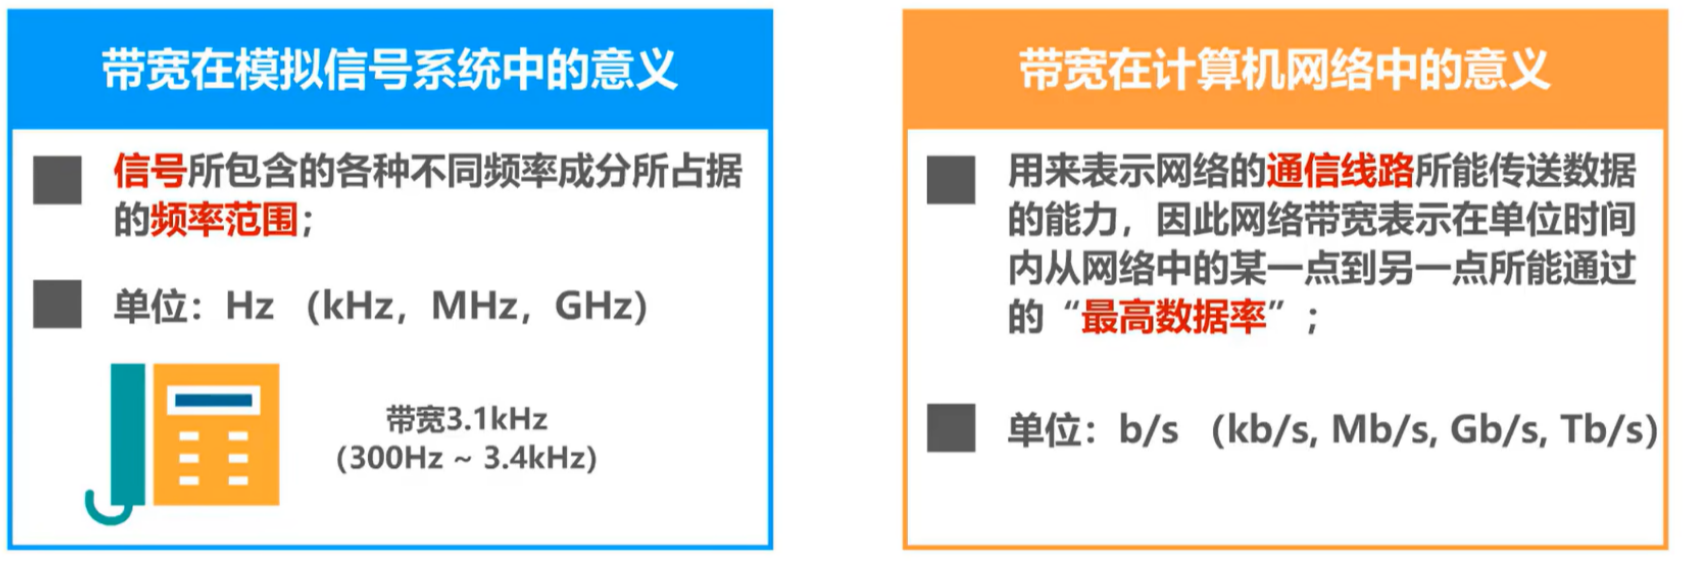 带宽在模拟信号系统中的意义
信号所包含的各种不同频率成分所占据
的频率范围；
单位：Hz （kHz，MHz，GHz）
带宽3.1kHz
(300Hz ~ 3.4kHz)
带宽在计算机网络中的意义
用来表示网络的通信线路所能传送数据
的能力，因此网络带宽表示在单位时间
内从网络中的某一点到另一点所能通过
的“最高数据率”；
单位：b/s （kb/s, Mb/s, Gb/s, Tb/s）